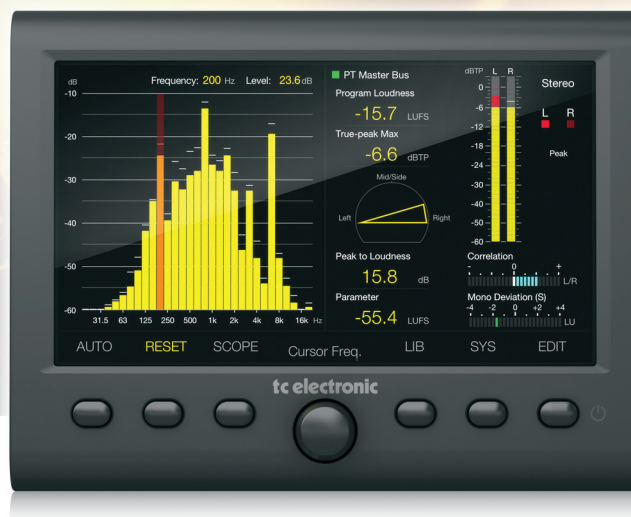 dB
Frequency: 200 Hz Level: 23.6 dB
-10
-20
-30
-40
-50
-60
31.5 63 125 250 500 1k 2k 4k 8k 16k Hz
PT Master Bus
Program Loudness
-15.7 LUFS
True-peak Max
-6.6 dBTP
Mid/Side
Left Right
Peak to Loudness
15.8 dB
Parameter
-55.4 LUFS
dBTP L R
0
-6
-12
-18
-24
-30
-40
-50
-60
Stereo
L R
Peak
Correlation
- 0 +
L/R
Mono Deviation (S)
-4 -2 0 +2 +4
LU
AUTO RESET SCOPE Cursor Freq. LIB SYS EDIT
tc electronic